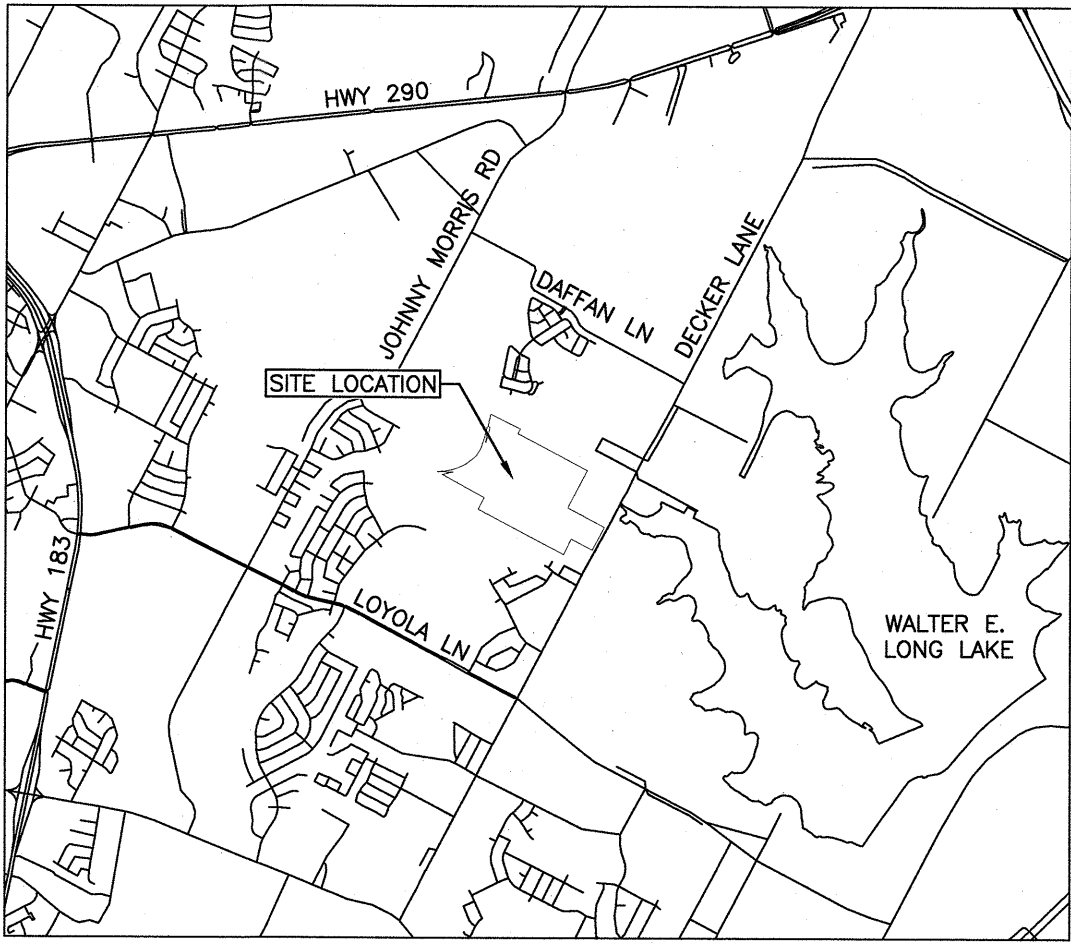 HWY 290
JOHNNY MORRIS RD
DAFFAN LN
DECKER LANE
SITE LOCATION
HWY 183
LOYOLA LN
WALTER E.
LONG LAKE